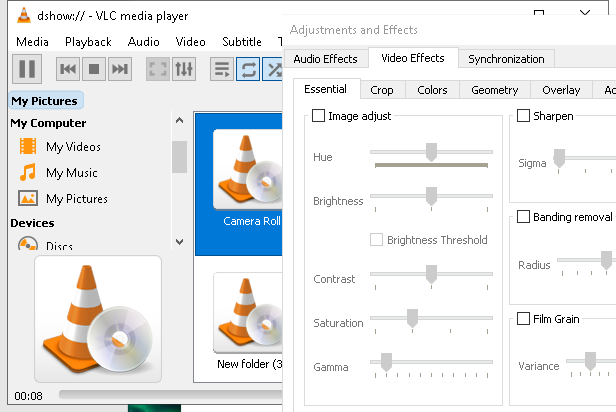 dshow:// - VLC media player
Media Playback Audio Video Subtitle
My Pictures
My Computer
My Videos
My Music
My Pictures
Devices
Discs
Camera Roll
New folder (3
00:08
Adjustments and Effects
Audio Effects Video Effects Synchronization
Essential Crop Colors Geometry Overlay
Image adjust
Hue
Brightness
Brightness Threshold
Contrast
Saturation
Gamma
Sharpen
Sigma
Banding removal
Radius
Film Grain
Variance